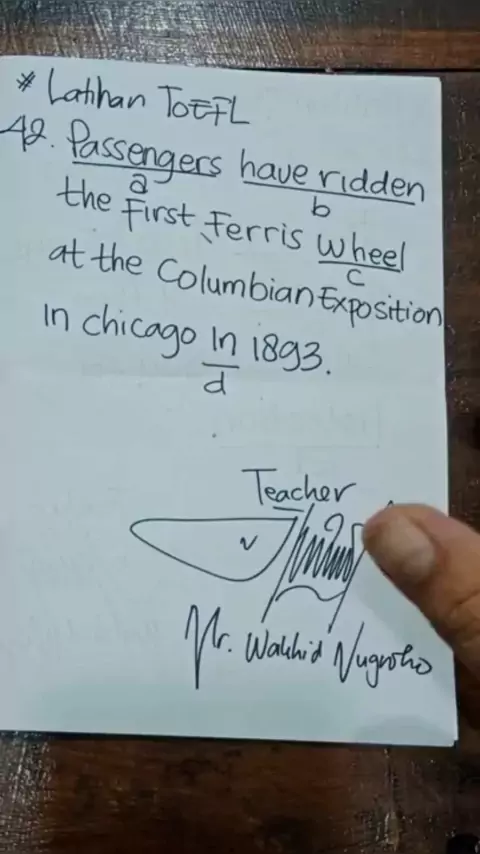 * Latihan TOEFL
42. Passengers have ridden
a b
the First Ferris wheel
c
at the Columbian Exposition
In chicago In 1893.
d
Teacher
Mr. Wakhid Nugroho